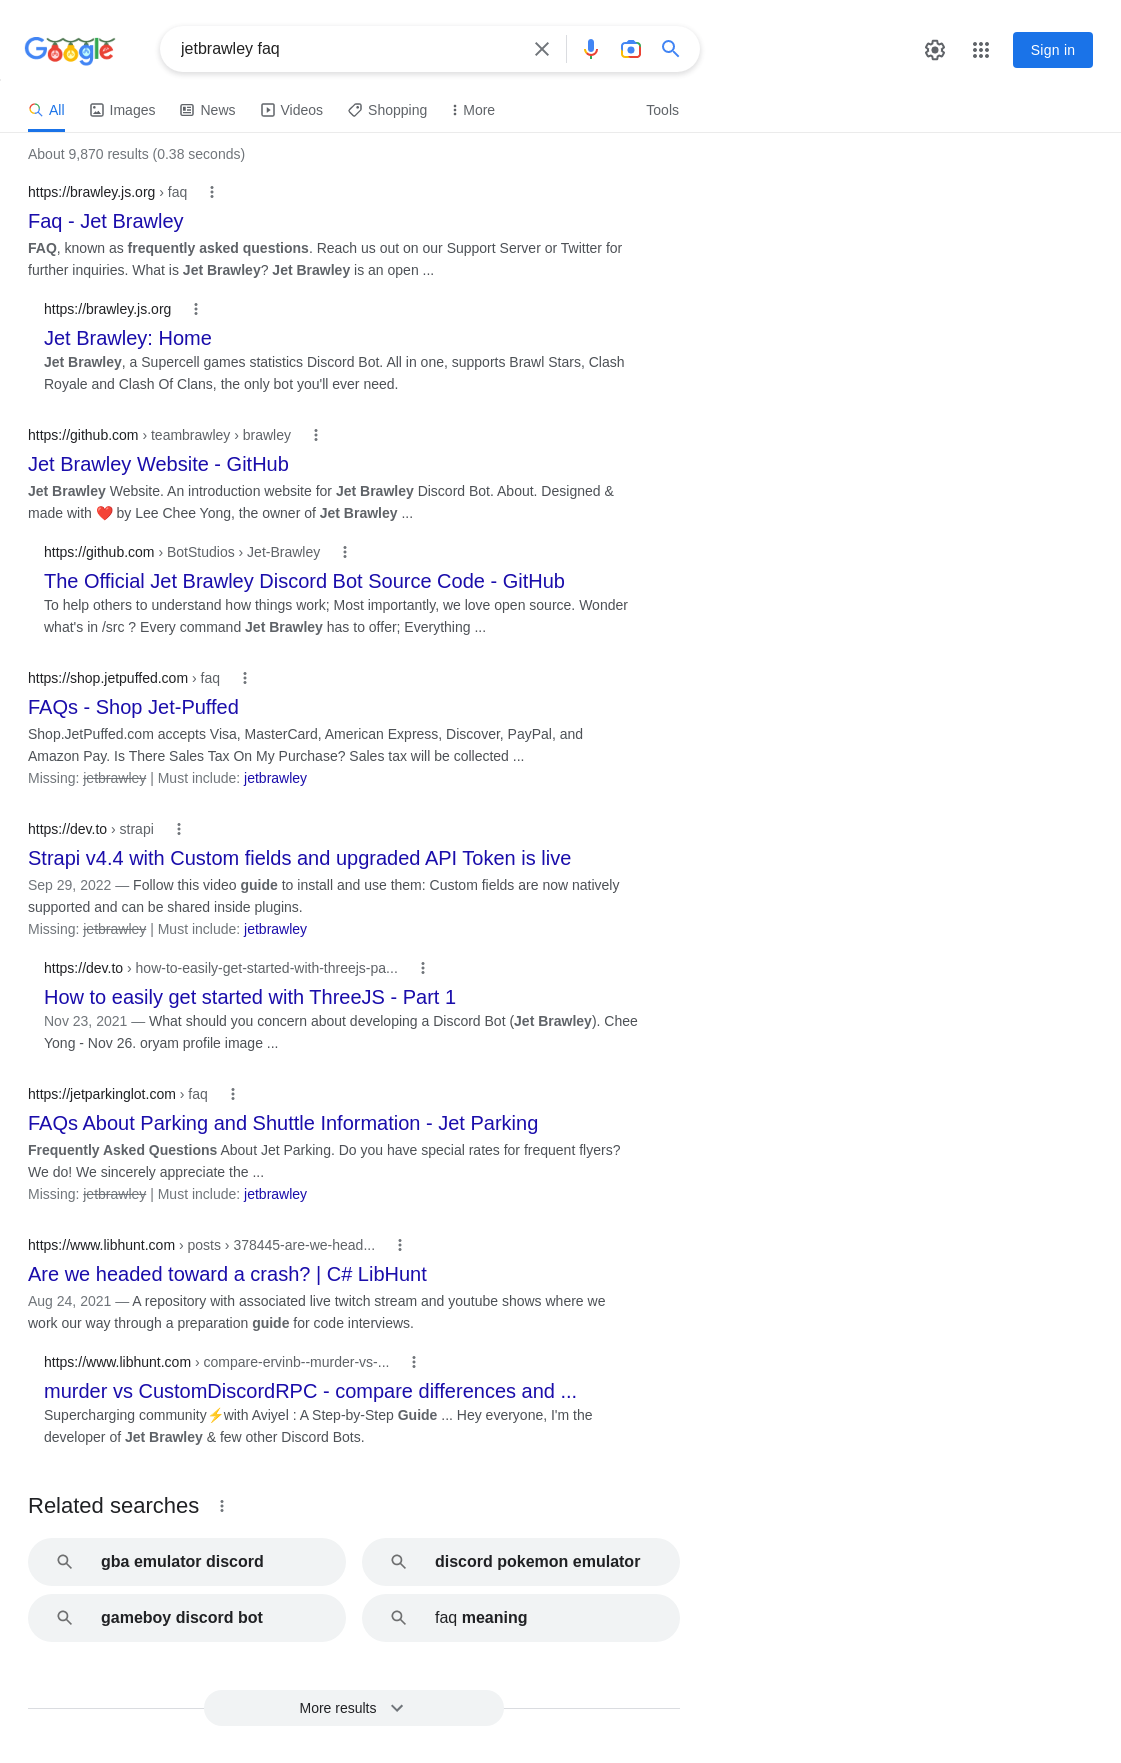 Google
jetbrawley faq
Sign in
All
Images
News
Videos
Shopping
More
Tools
About 9,870 results (0.38 seconds)
https://brawley.js.org › faq
Faq - Jet Brawley
FAQ, known as frequently asked questions. Reach us out on our Support Server or Twitter for
further inquiries. What is Jet Brawley? Jet Brawley is an open ...
https://brawley.js.org
Jet Brawley: Home
Jet Brawley, a Supercell games statistics Discord Bot. All in one, supports Brawl Stars, Clash
Royale and Clash Of Clans, the only bot you'll ever need.
https://github.com › teambrawley › brawley
Jet Brawley Website - GitHub
Jet Brawley Website. An introduction website for Jet Brawley Discord Bot. About. Designed &
made with ❤️ by Lee Chee Yong, the owner of Jet Brawley ...
https://github.com › BotStudios › Jet-Brawley
The Official Jet Brawley Discord Bot Source Code - GitHub
To help others to understand how things work; Most importantly, we love open source. Wonder
what's in /src ? Every command Jet Brawley has to offer; Everything ...
https://shop.jetpuffed.com › faq
FAQs - Shop Jet-Puffed
Shop.JetPuffed.com accepts Visa, MasterCard, American Express, Discover, PayPal, and
Amazon Pay. Is There Sales Tax On My Purchase? Sales tax will be collected ...
Missing: jetbrawley | Must include: jetbrawley
https://dev.to › strapi
Strapi v4.4 with Custom fields and upgraded API Token is live
Sep 29, 2022 — Follow this video guide to install and use them: Custom fields are now natively
supported and can be shared inside plugins.
Missing: jetbrawley | Must include: jetbrawley
https://dev.to › how-to-easily-get-started-with-threejs-pa...
How to easily get started with ThreeJS - Part 1
Nov 23, 2021 — What should you concern about developing a Discord Bot (Jet Brawley). Chee
Yong - Nov 26. oryam profile image ...
https://jetparkinglot.com › faq
FAQs About Parking and Shuttle Information - Jet Parking
Frequently Asked Questions About Jet Parking. Do you have special rates for frequent flyers?
We do! We sincerely appreciate the ...
Missing: jetbrawley | Must include: jetbrawley
https://www.libhunt.com › posts › 378445-are-we-head...
Are we headed toward a crash? | C# LibHunt
Aug 24, 2021 — A repository with associated live twitch stream and youtube shows where we
work our way through a preparation guide for code interviews.
https://www.libhunt.com › compare-ervinb--murder-vs-...
murder vs CustomDiscordRPC - compare differences and ...
Supercharging community⚡with Aviyel : A Step-by-Step Guide ... Hey everyone, I'm the
developer of Jet Brawley & few other Discord Bots.
Related searches
gba emulator discord
discord pokemon emulator
gameboy discord bot
faq meaning
More results